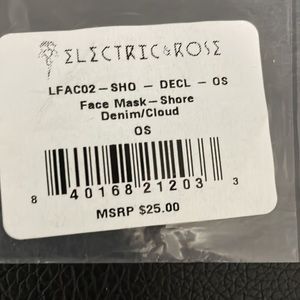 ELECTRIC & ROSE
LFAC02-SHO - DECL - OS
Face Mask-Shore
Denim/Cloud
OS
8 40168 21203 3
MSRP $25.00